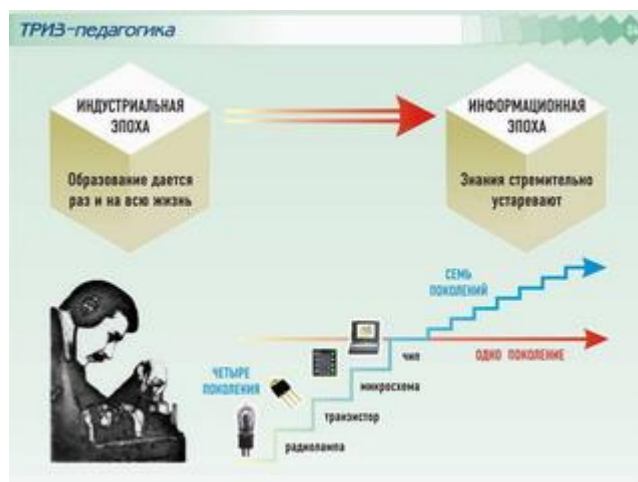 ТРИЗ-педагогика
ИНДУСТРИАЛЬНАЯ
ЭПОХА
Образование дается
раз и на всю жизнь
ИНФОРМАЦИОННАЯ
ЭПОХА
Знания стремительно
устаревают
СЕМЬ
ПОКОЛЕНИЙ
ОДНО ПОКОЛЕНИЕ
ЧЕТЫРЕ
ПОКОЛЕНИЯ
чип
микросхема
транзистор
радиолампа